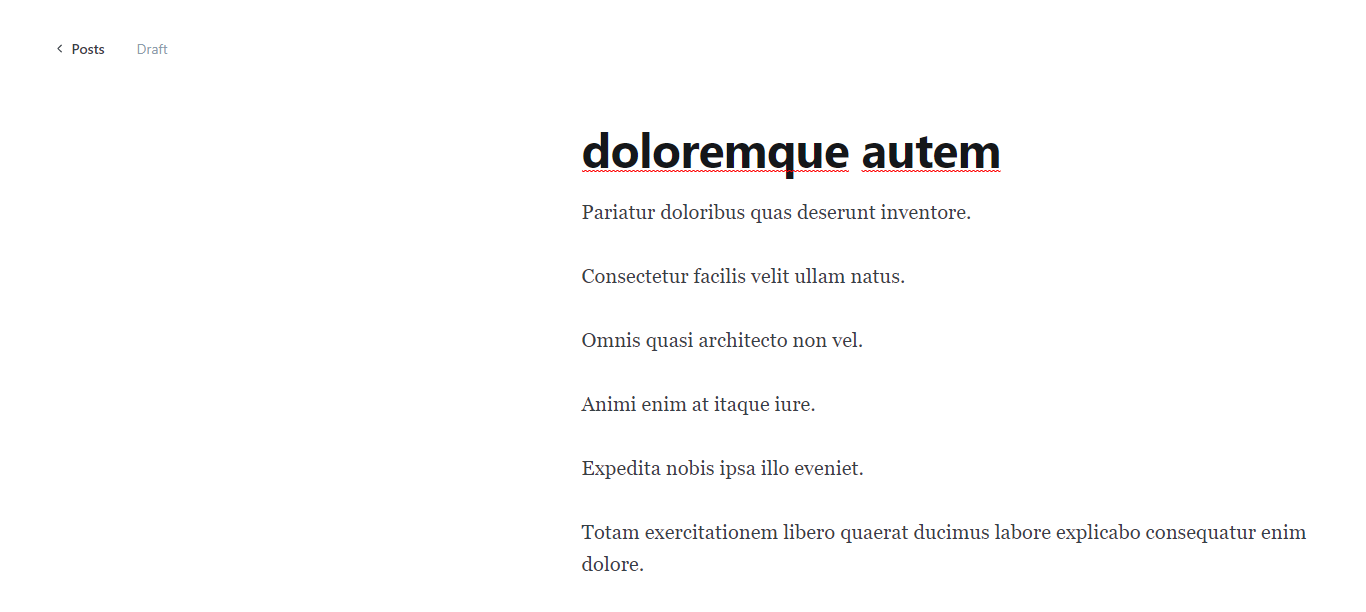 Posts Draft
doloremque autem
Pariatur doloribus quas deserunt inventore.
Consectetur facilis velit ullam natus.
Omnis quasi architecto non vel.
Animi enim at itaque iure.
Expedita nobis ipsa illo eveniet.
Totam exercitationem libero quaerat ducimus labore explicabo consequatur enim
dolore.